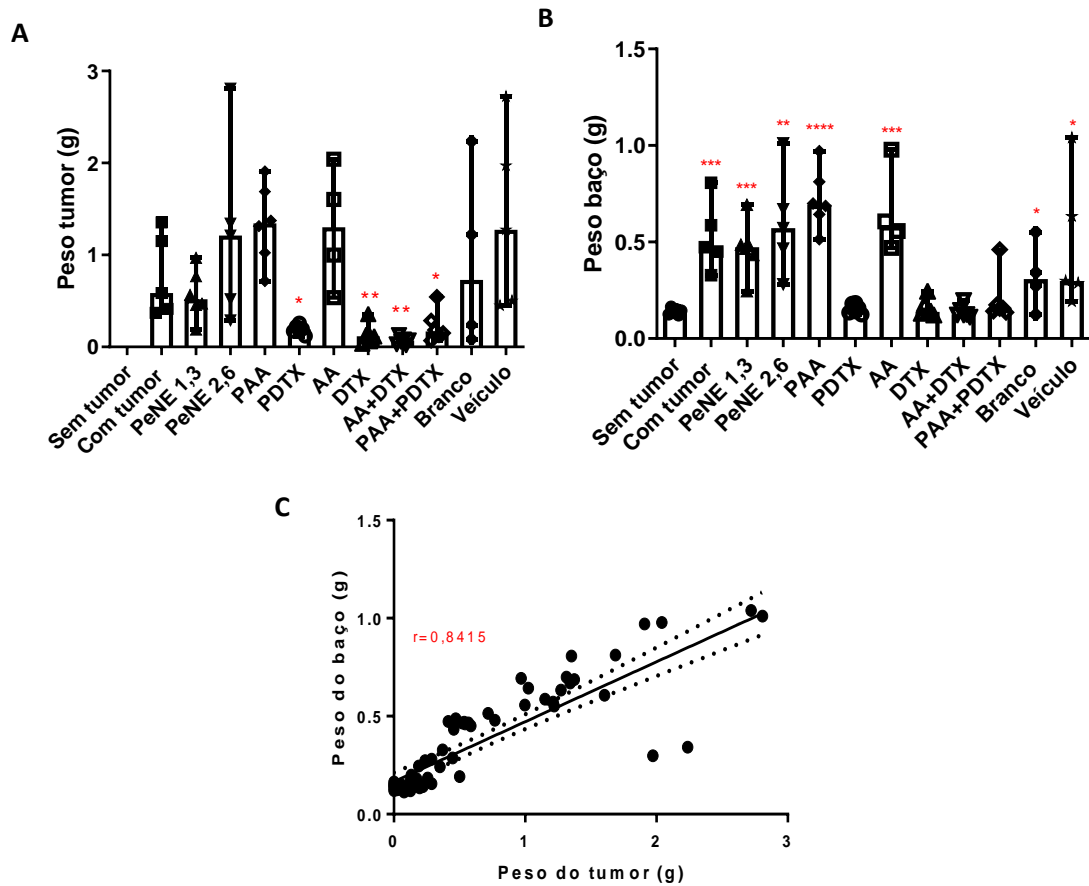 A
Peso tumor (g)
3
2
1
0
* ** ** *
Sem tumor
Com tumor
PeNE 1,3
PeNE 2,6
PAA
PDTX
AA
DTX
AA+DTX
PAA+PDTX
Branco
Veículo
B
Peso baço (g)
1.5
1.0
0.5
0.0
*** *** ** **** *** * *
Sem tumor
Com tumor
PeNE 1,3
PeNE 2,6
PAA
PDTX
AA
DTX
AA+DTX
PAA+PDTX
Branco
Veículo
C
Peso do baço (g)
1.5
1.0
0.5
0.0
r=0,8415
0 1 2 3
Peso do tumor (g)